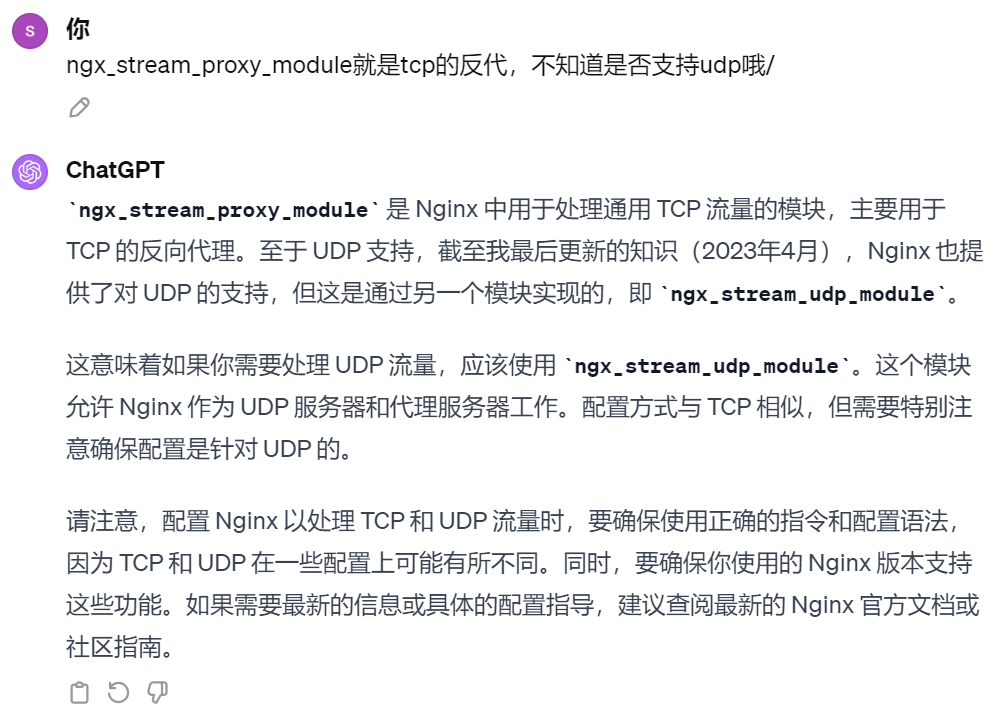 S
你
ngx_stream_proxy_module就是tcp的反代，不知道是否支持udp哦/
ChatGPT
`ngx_stream_proxy_module` 是 Nginx 中用于处理通用 TCP 流量的模块，主要用于
TCP 的反向代理。至于 UDP 支持，截至我最后更新的知识（2023年4月），Nginx 也提
供了对 UDP 的支持，但这是通过另一个模块实现的，即 `ngx_stream_udp_module`。
这意味着如果你需要处理 UDP 流量，应该使用 `ngx_stream_udp_module`。这个模块
允许 Nginx 作为 UDP 服务器和代理服务器工作。配置方式与 TCP 相似，但需要特别注
意确保配置是针对 UDP 的。
请注意，配置 Nginx 以处理 TCP 和 UDP 流量时，要确保使用正确的指令和配置语法，
因为 TCP 和 UDP 在一些配置上可能有所不同。同时，要确保你使用的 Nginx 版本支持
这些功能。如果需要最新的信息或具体的配置指导，建议查阅最新的 Nginx 官方文档或
社区指南。